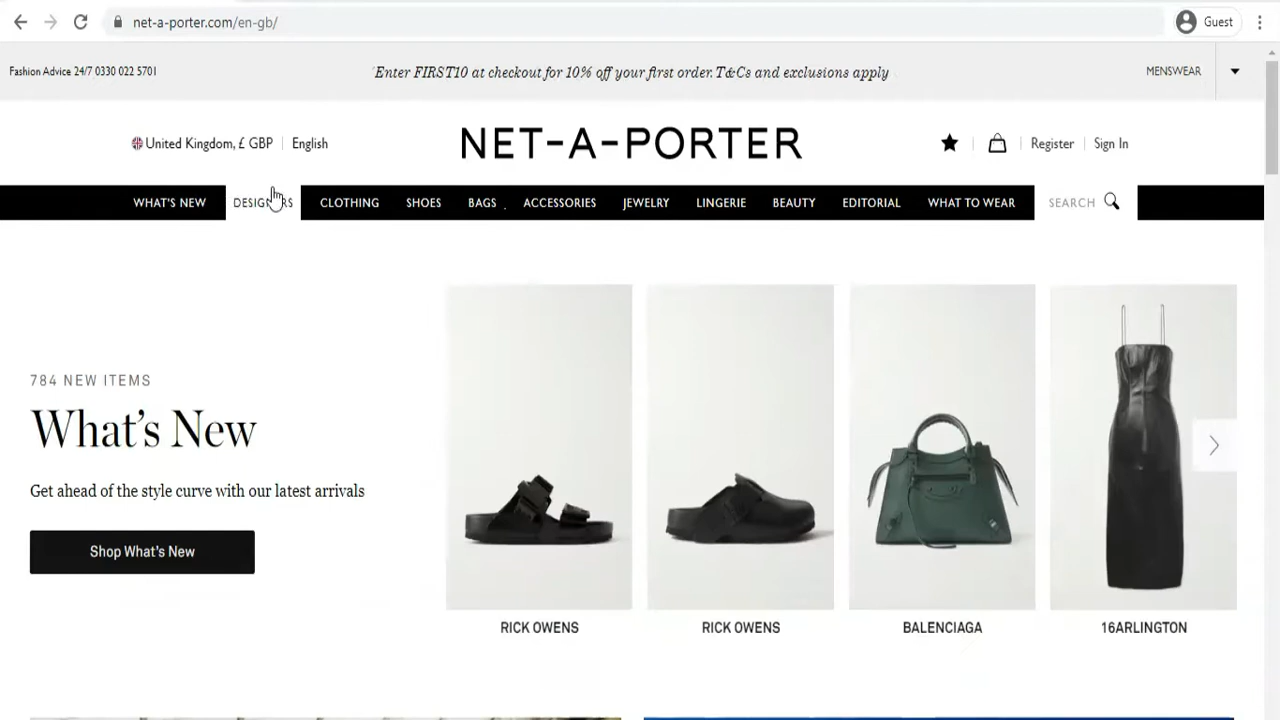 net-a-porter.com/en-gb/
Guest
Fashion Advice 24/7 0330 022 5701
Enter FIRST10 at checkout for 10% off your first order. T&Cs and exclusions apply
MENSWEAR
United Kingdom, £ GBP
English
NET-A-PORTER
Register
Sign In
WHAT'S NEW
DESIGNERS
CLOTHING
SHOES
BAGS
ACCESSORIES
JEWELRY
LINGERIE
BEAUTY
EDITORIAL
WHAT TO WEAR
SEARCH
784 NEW ITEMS
What's New
Get ahead of the style curve with our latest arrivals
Shop What's New
RICK OWENS
RICK OWENS
BALENCIAGA
16ARLINGTON